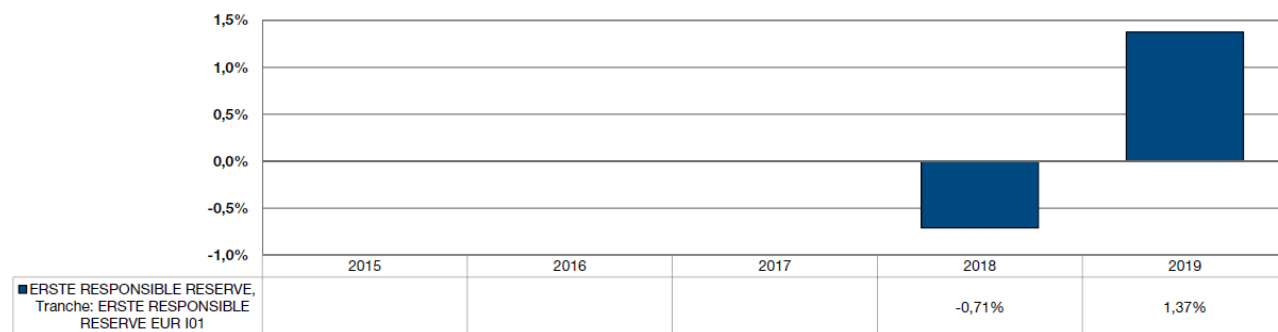 1,5%
1,0%
0,5%
0,0%
-0,5%
-1,0%
2015 2016 2017 2018 2019
ERSTE RESPONSIBLE RESERVE,
Tranche: ERSTE RESPONSIBLE
RESERVE EUR I01
-0,71% 1,37%